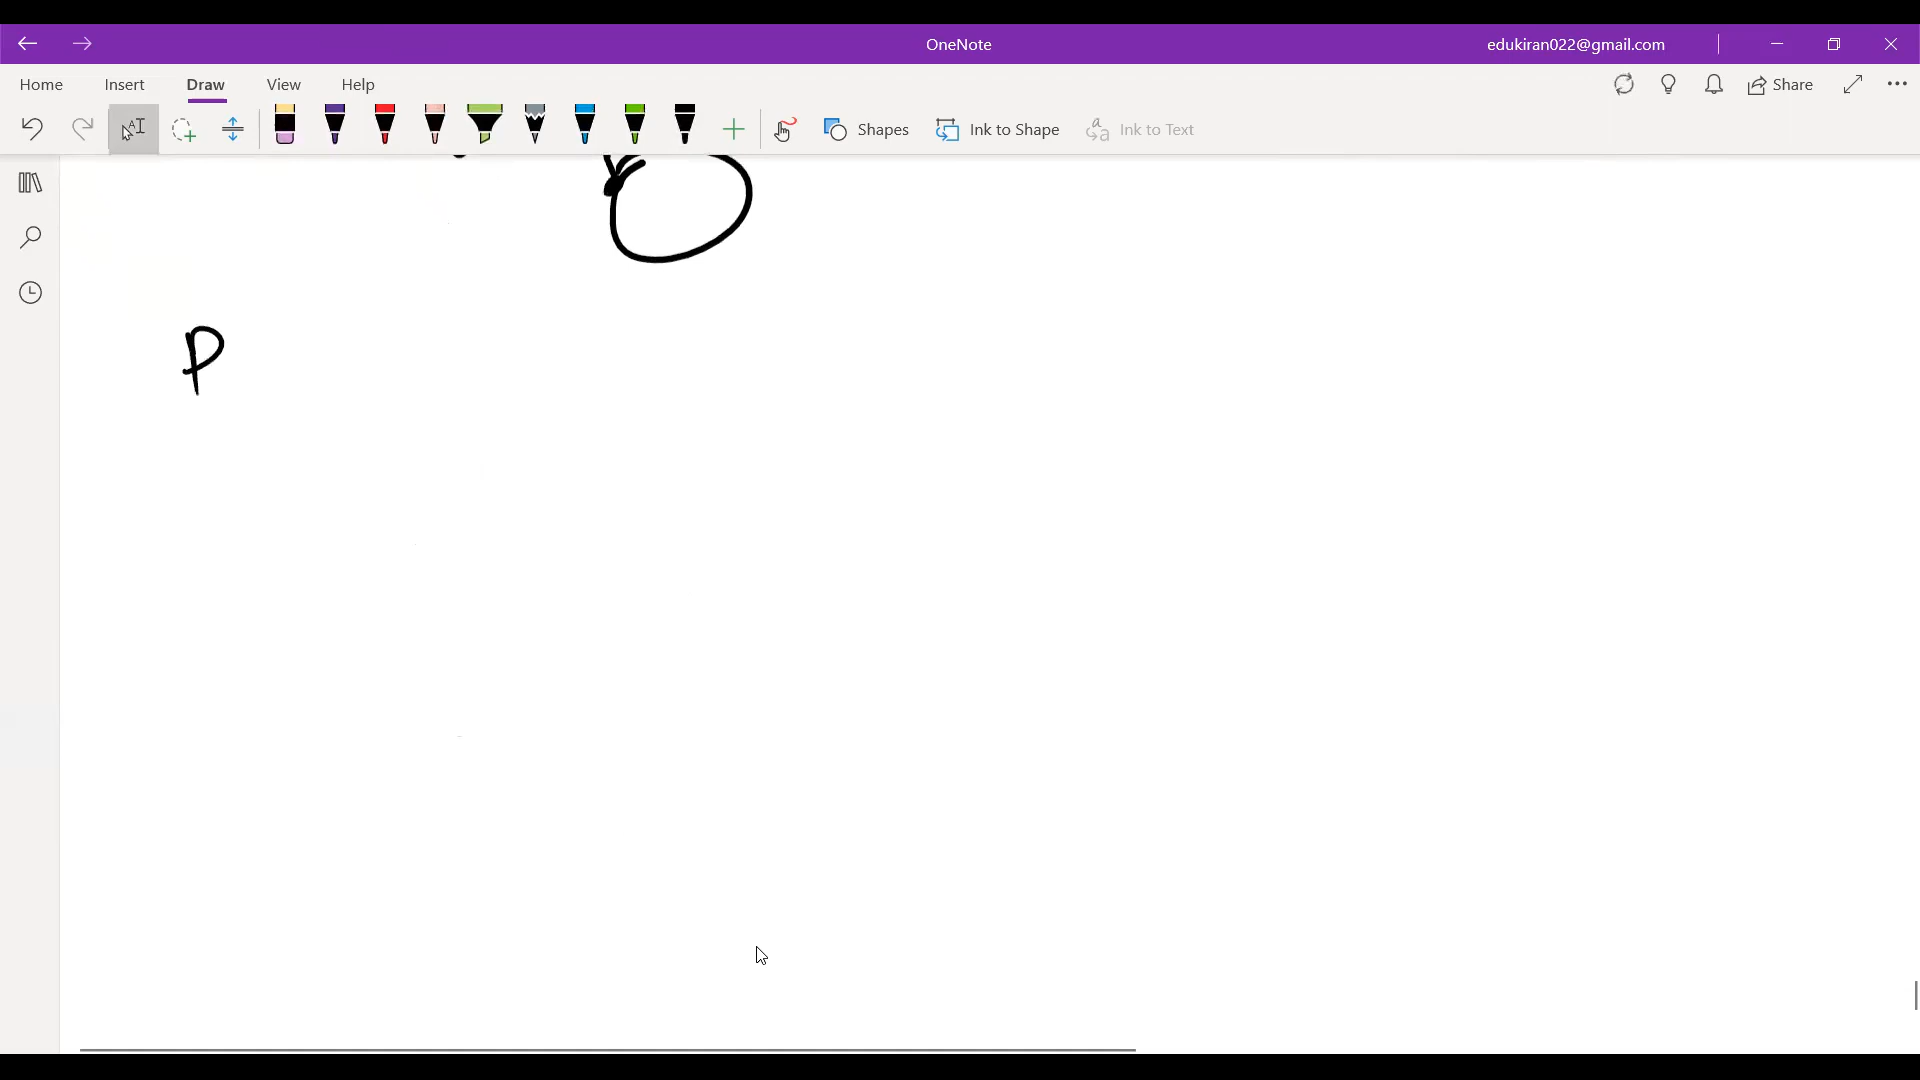 OneNote
edukiran022@gmail.com
Home Insert Draw View Help
Share
Shapes Ink to Shape Ink to Text
P